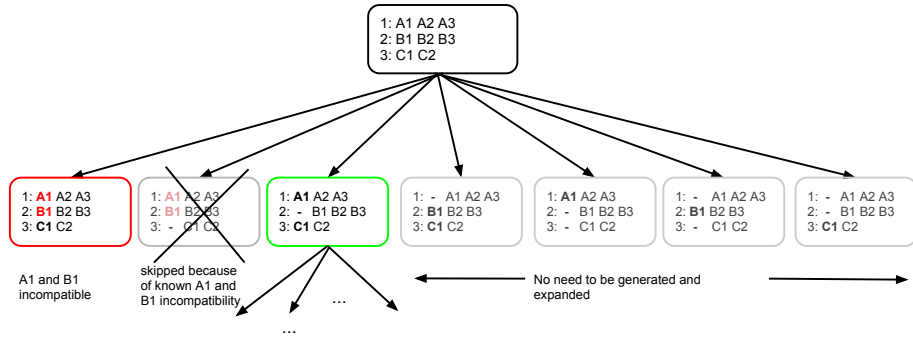 1: A1 A2 A3
2: B1 B2 B3
3: C1 C2
1: A1 A2 A3
2: B1 B2 B3
3: C1 C2
1: A1 A2 A3
2: B1 B2 B3
3: - C1 C2
1: A1 A2 A3
2: - B1 B2 B3
3: C1 C2
1: - A1 A2 A3
2: B1 B2 B3
3: C1 C2
1: A1 A2 A3
2: - B1 B2 B3
3: - C1 C2
1: - A1 A2 A3
2: B1 B2 B3
3: - C1 C2
1: - A1 A2 A3
2: - B1 B2 B3
3: C1 C2
A1 and B1
incompatible
skipped because
of known A1 and
B1 incompatibility
...
...
No need to be generated and
expanded